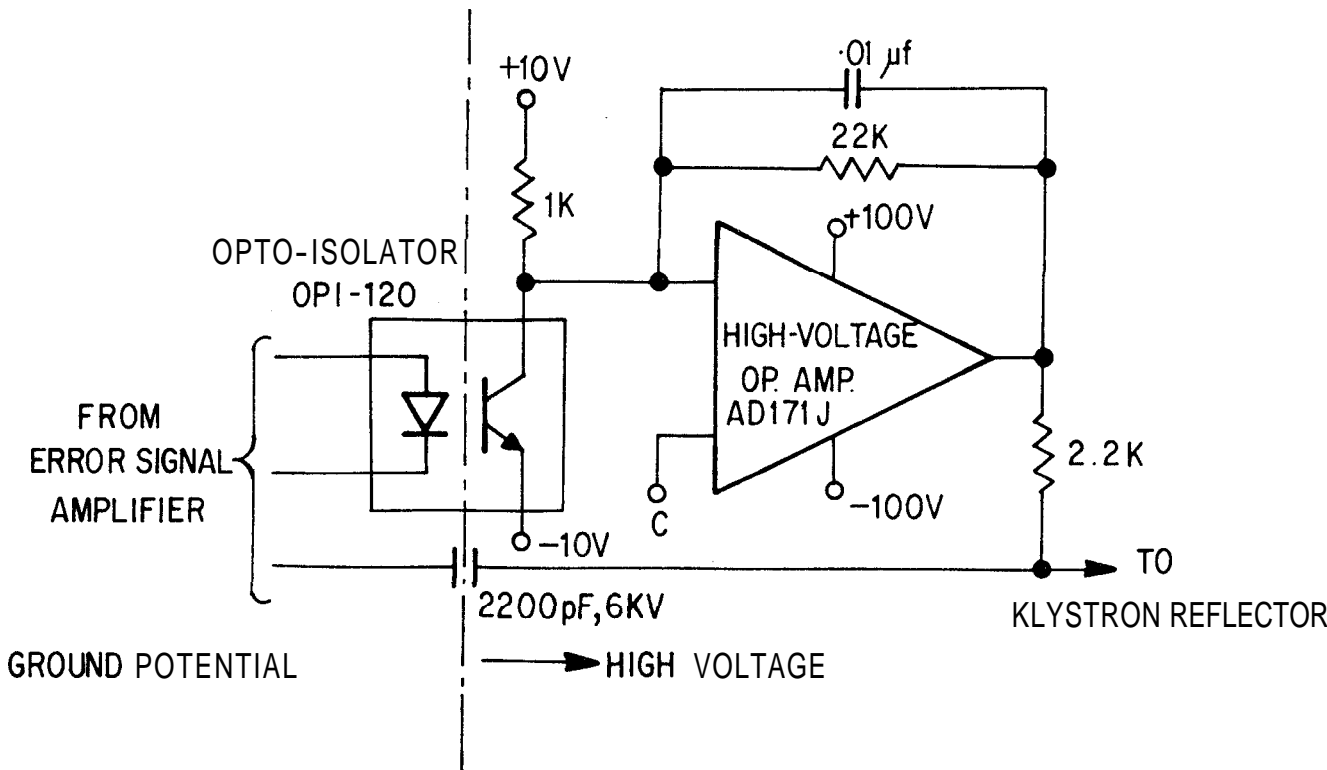 .01 µf
+10V
22K
1K
+100V
OPTO-ISOLATOR
OPI-120
HIGH-VOLTAGE
OP. AMP.
AD171J
FROM
ERROR SIGNAL
AMPLIFIER
2.2K
C
-100V
-10V
TO
KLYSTRON REFLECTOR
2200pF,6KV
GROUND POTENTIAL
HIGH VOLTAGE